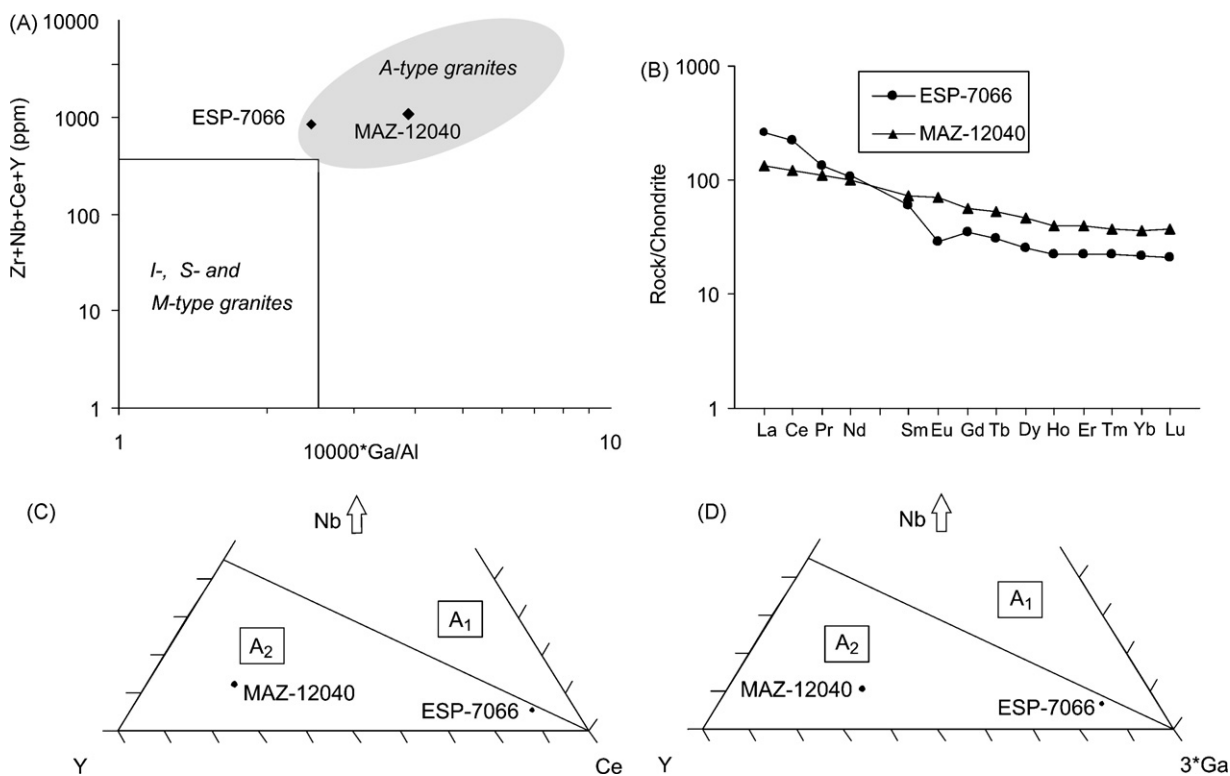 (A)
10000
1000
100
10
1
Zr+Nb+Ce+Y (ppm)
A-type granites
ESP-7066
MAZ-12040
I-, S- and
M-type granites
1
10
10000*Ga/Al
(B)
1000
100
10
1
Rock/Chondrite
ESP-7066
MAZ-12040
La Ce Pr Nd Sm Eu Gd Tb Dy Ho Er Tm Yb Lu
(C)
Nb
A1
A2
MAZ-12040
ESP-7066
Y
Ce
(D)
Nb
A1
A2
MAZ-12040
ESP-7066
Y
3*Ga